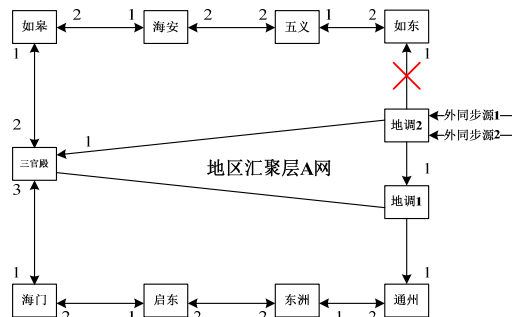 如皋 2 1 海安 2 2 五义 1 2 如东
1 1
地调2 外同步源1
外同步源2
2 1
三官殿 地区汇聚层A网 1
3 地调1
1 1
海门 2 1 启东 2 2 东洲 1 2 通州